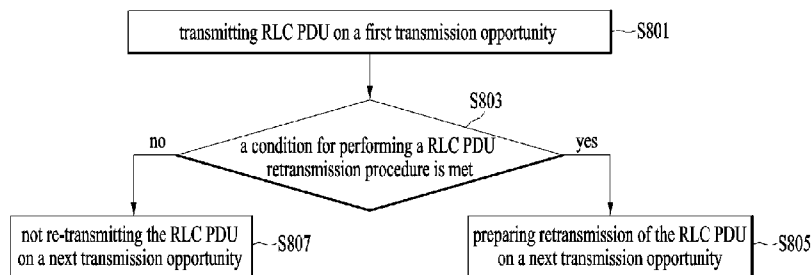 transmitting RLC PDU on a first transmission opportunity
S801
S803
no
a condition for performing a RLC PDU
retransmission procedure is met
yes
not re-transmitting the RLC PDU
on a next transmission opportunity
S807
preparing retransmission of the RLC PDU
on a next transmission opportunity
S805